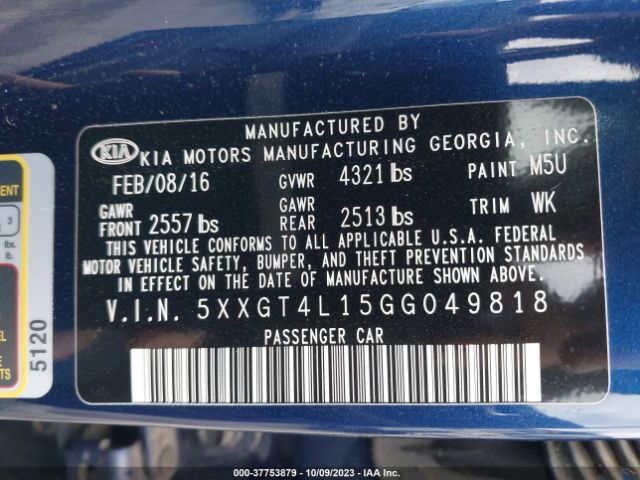 MANUFACTURED BY
KIA KIA MOTORS MANUFACTURING GEORGIA, INC.
FEB/08/16 GVWR 4321 lbs PAINT M5U
GAWR FRONT 2557 lbs GAWR REAR 2513 lbs TRIM WK
THIS VEHICLE CONFORMS TO ALL APPLICABLE U.S.A. FEDERAL
MOTOR VEHICLE SAFETY, BUMPER, AND THEFT PREVENTION STANDARDS
IN EFFECT ON THE DATE OF MANUFACTURE SHOWN ABOVE.
V.I.N. 5XXGT4L15GG049818
PASSENGER CAR
3
lbs.
5120
000-37753879 - 10/09/2023 - IAA Inc.